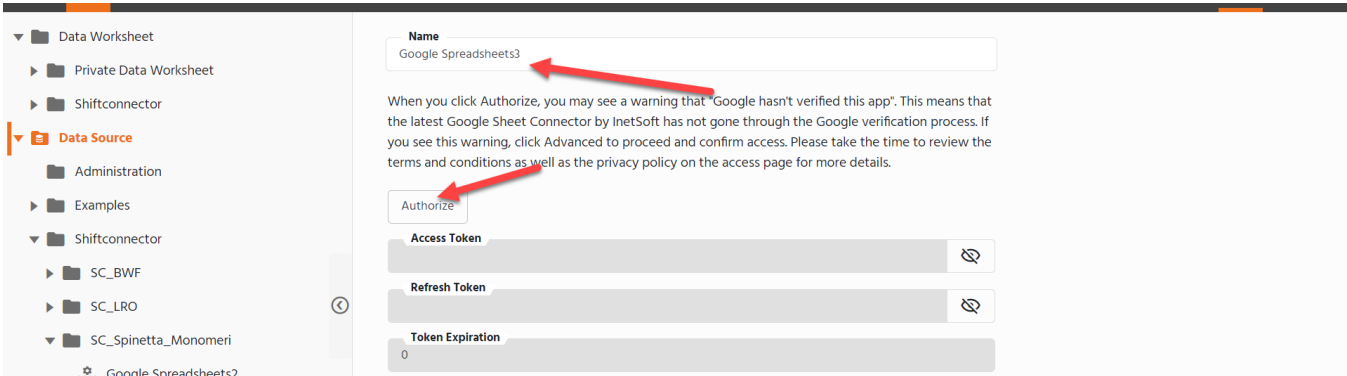 Data Worksheet
Private Data Worksheet
Shiftconnector
Data Source
Administration
Examples
Shiftconnector
SC_BWF
SC_LRO
SC_Spinetta_Monomeri
Google Spreadsheets2
Name
Google Spreadsheets3
When you click Authorize, you may see a warning that "Google hasn't verified this app". This means that
the latest Google Sheet Connector by InetSoft has not gone through the Google verification process. If
you see this warning, click Advanced to proceed and confirm access. Please take the time to review the
terms and conditions as well as the privacy policy on the access page for more details.
Authorize
Access Token
Refresh Token
Token Expiration
0